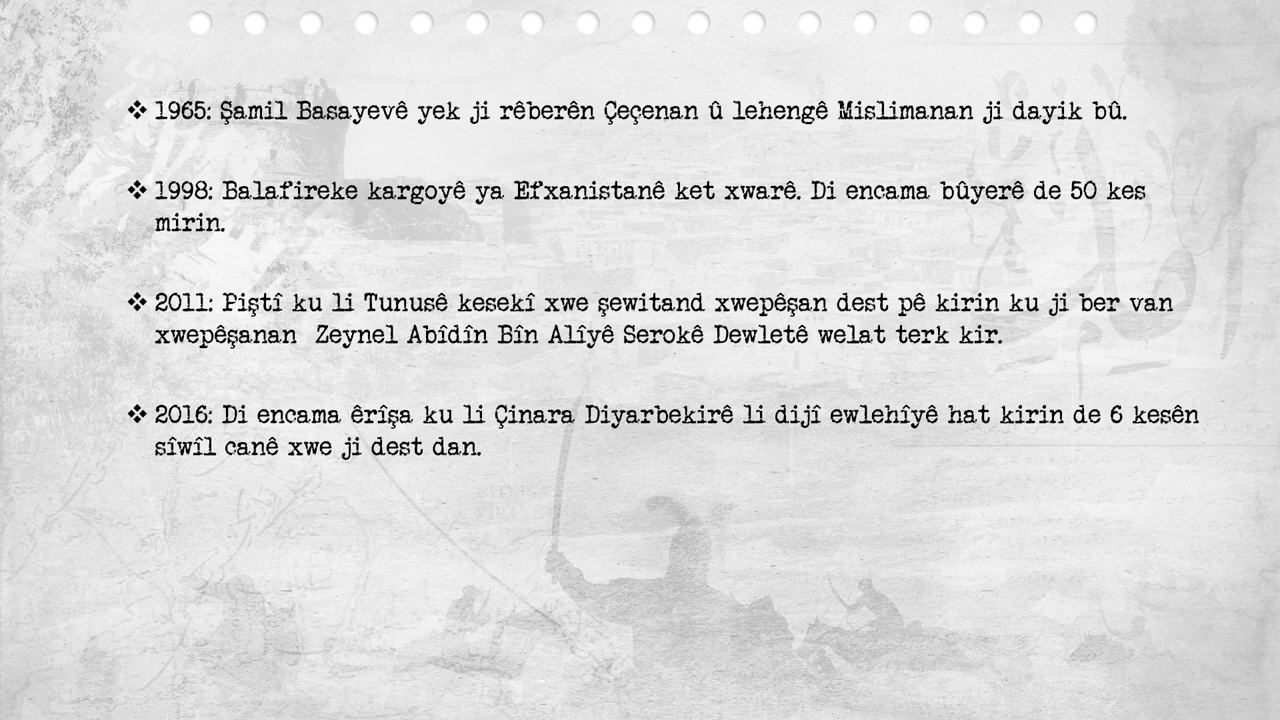 ❖ 1965: Şamil Basayevê yek ji rêberên Çeçenan û lehengê Mislimanan ji dayik bû.
❖ 1998: Balafireke kargoyê ya Efxanistanê ket xwarê. Di encama bûyerê de 50 kes
mirin.
❖ 2011: Piştî ku li Tunusê kesekî xwe şewitand xwepêşan dest pê kirin ku ji ber van
xwepêşanan  Zeynel Abîdîn Bîn Alîyê Serokê Dewletê welat terk kir.
❖ 2016: Di encama êrîşa ku li Çinara Diyarbekirê li dijî ewlehîyê hat kirin de 6 kesên
sîwîl canê xwe ji dest dan.